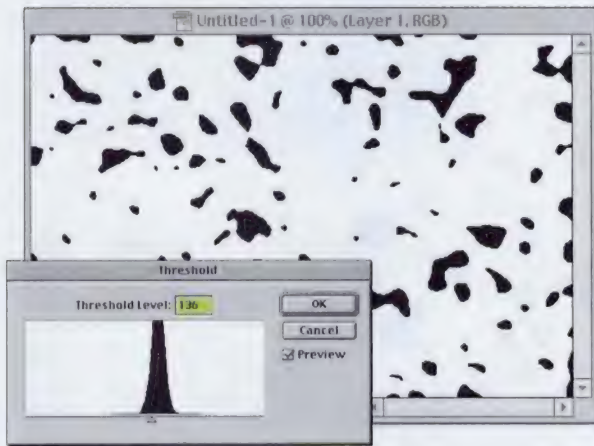 Untitled-1 @ 100% (Layer 1, RGB)
Threshold
Threshold Level: 136
OK
Cancel
Preview